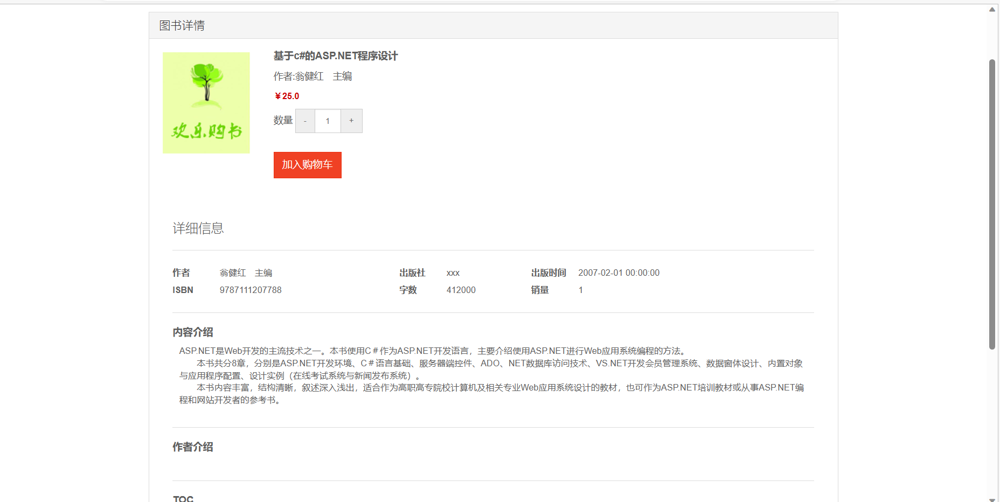 图书详情
欢乐购书
基于c#的ASP.NET程序设计
作者:翁健红　主编
￥25.0
数量 - 1 +
加入购物车
详细信息
作者 翁健红　主编 出版社 xxx 出版时间 2007-02-01 00:00:00
ISBN 9787111207788 字数 412000 销量 1
内容介绍
ASP.NET是Web开发的主流技术之一。本书使用C＃作为ASP.NET开发语言，主要介绍使用ASP.NET进行Web应用系统编程的方法。
本书共分8章，分别是ASP.NET开发环境、C＃语言基础、服务器端控件、ADO、NET数据库访问技术、VS.NET开发会员管理系统、数据窗体设计、内置对象
与应用程序配置、设计实例（在线考试系统与新闻发布系统）。
本书内容丰富，结构清晰，叙述深入浅出，适合作为高职高专院校计算机及相关专业Web应用系统设计的教材，也可作为ASP.NET培训教材或从事ASP.NET编
程和网站开发者的参考书。
作者介绍
TOC